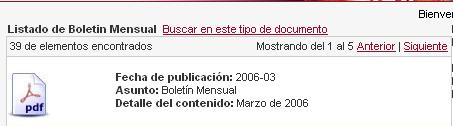 Bienve
Listado de Boletin Mensual Buscar en este tipo de documento
39 de elementos encontrados Mostrando del 1 al 5 Anterior | Siguiente
Fecha de publicación: 2006-03
Asunto: Boletín Mensual
Detalle del contenido: Marzo de 2006
pdf